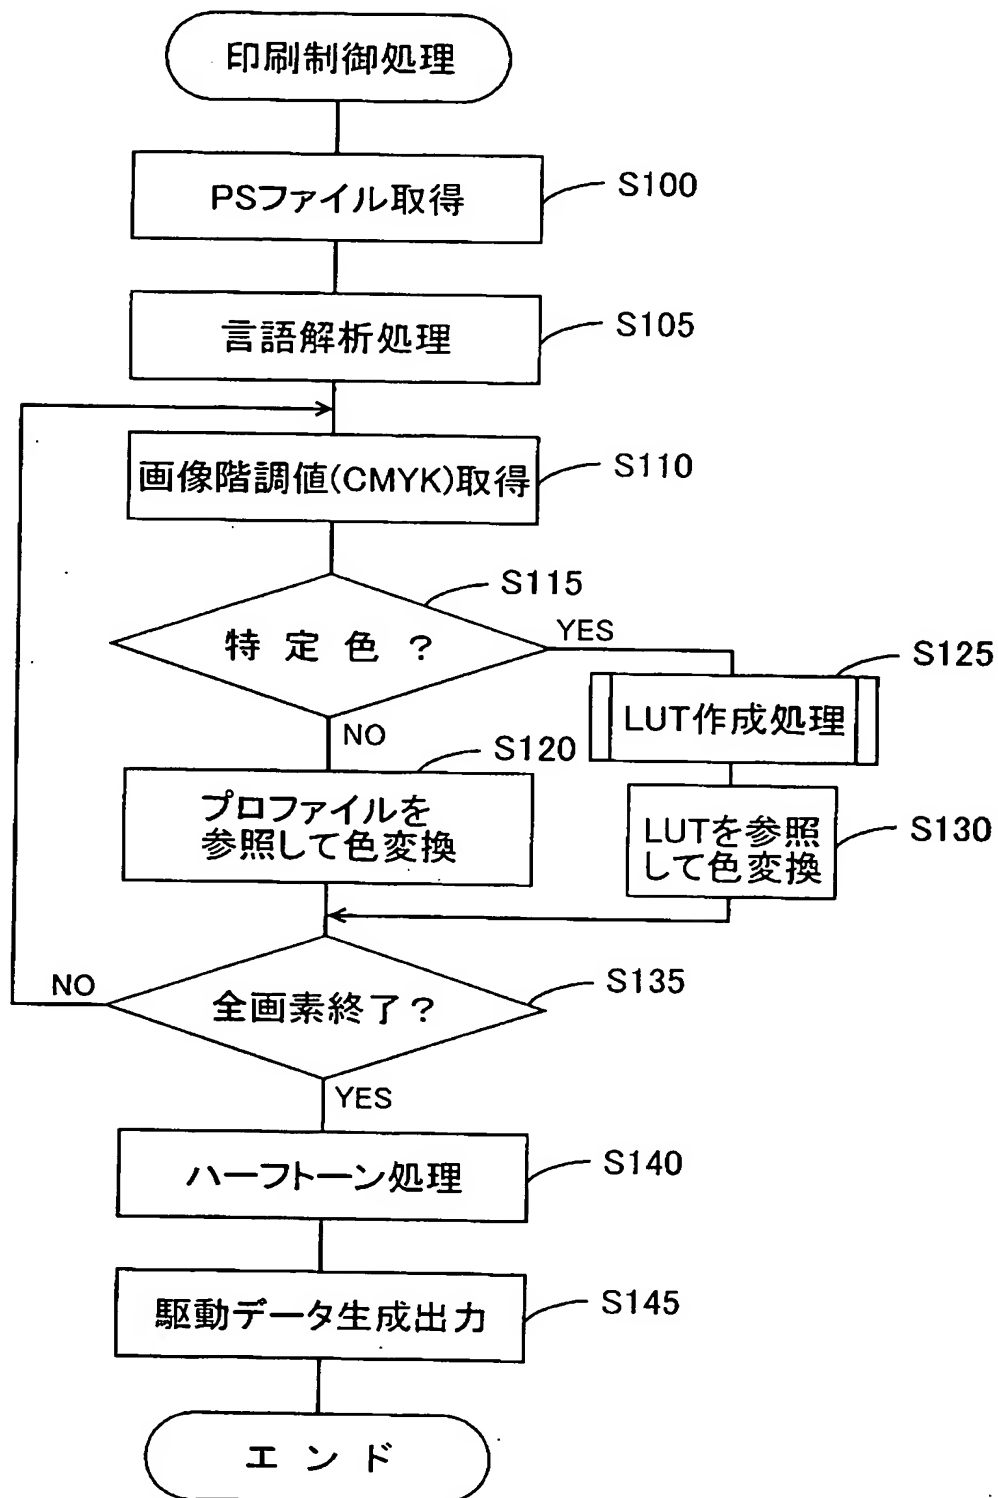 印刷制御処理
PSファイル取得
S100
言語解析処理
S105
画像階調値(CMYK)取得
S110
S115
特 定 色 ?
YES
S125
LUT作成処理
NO
S120
プロファイルを
参照して色変換
LUTを参照
して色変換
S130
NO
全画素終了?
S135
YES
ハーフトーン処理
S140
駆動データ生成出力
S145
エ ン ド